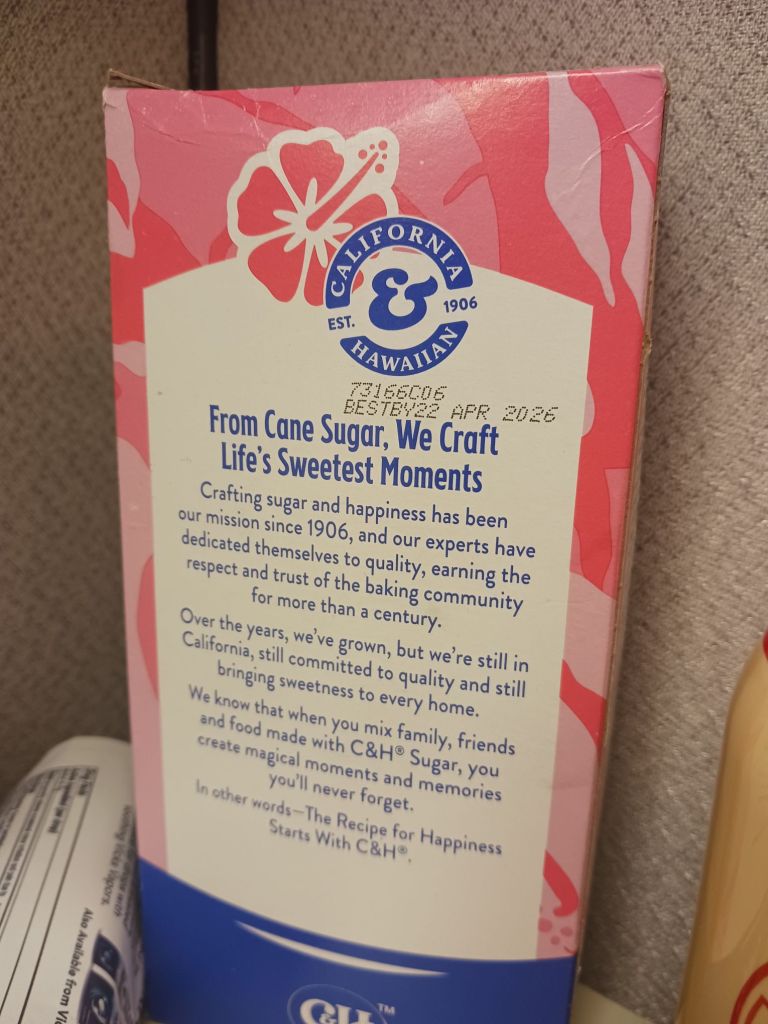 CALIFORNIA
&
EST. 1906
HAWAIIAN
73166C06
BESTBY22 APR 2026
From Cane Sugar, We Craft
Life's Sweetest Moments
Crafting sugar and happiness has been
our mission since 1906, and our experts have
dedicated themselves to quality, earning the
respect and trust of the baking community
for more than a century.
Over the years, we've grown, but we're still in
California, still committed to quality and still
bringing sweetness to every home.
We know that when you mix family, friends
and food made with C&H® Sugar, you
create magical moments and memories
you'll never forget.
In other words—The Recipe for Happiness
Starts With C&H®.
C&H™
Also Available from